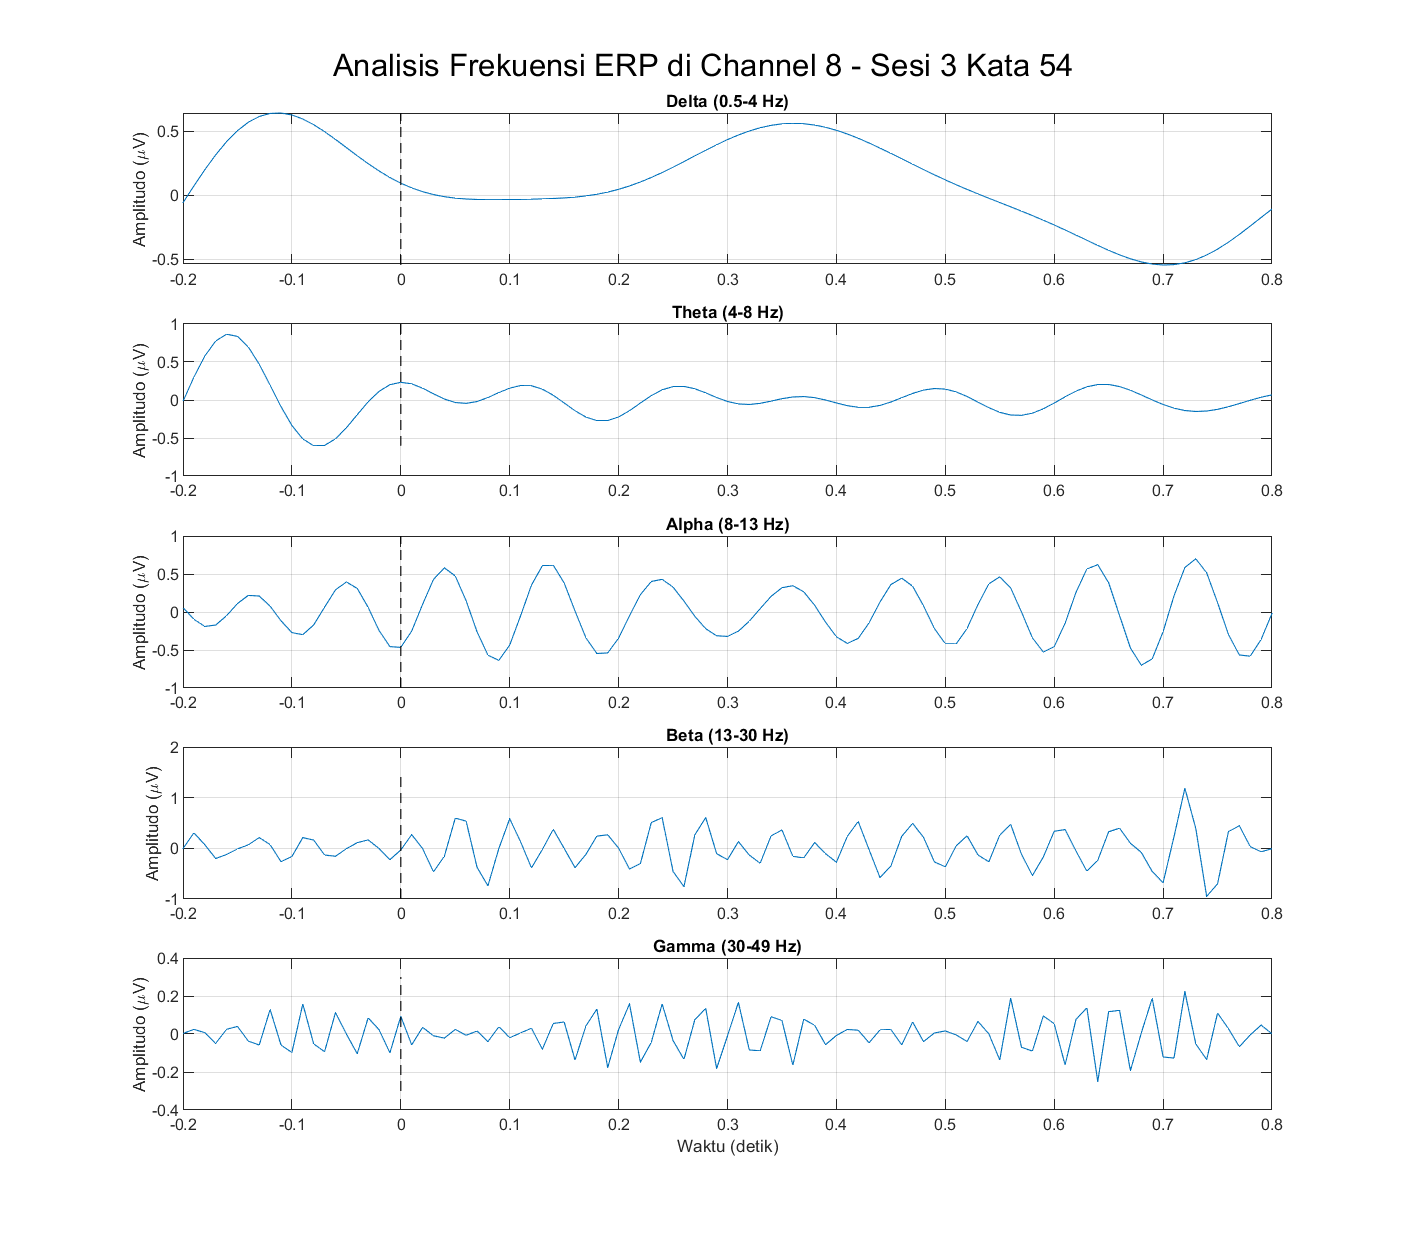 Analisis Frekuensi ERP di Channel 8 - Sesi 3 Kata 54
Delta (0.5-4 Hz)
Amplitudo (µV)
0.5
0
-0.5
-0.2 -0.1 0 0.1 0.2 0.3 0.4 0.5 0.6 0.7 0.8
Theta (4-8 Hz)
Amplitudo (µV)
1
0.5
0
-0.5
-1
-0.2 -0.1 0 0.1 0.2 0.3 0.4 0.5 0.6 0.7 0.8
Alpha (8-13 Hz)
Amplitudo (µV)
1
0.5
0
-0.5
-1
-0.2 -0.1 0 0.1 0.2 0.3 0.4 0.5 0.6 0.7 0.8
Beta (13-30 Hz)
Amplitudo (µV)
2
1
0
-1
-0.2 -0.1 0 0.1 0.2 0.3 0.4 0.5 0.6 0.7 0.8
Gamma (30-49 Hz)
Amplitudo (µV)
0.4
0.2
0
-0.2
-0.4
-0.2 -0.1 0 0.1 0.2 0.3 0.4 0.5 0.6 0.7 0.8
Waktu (detik)